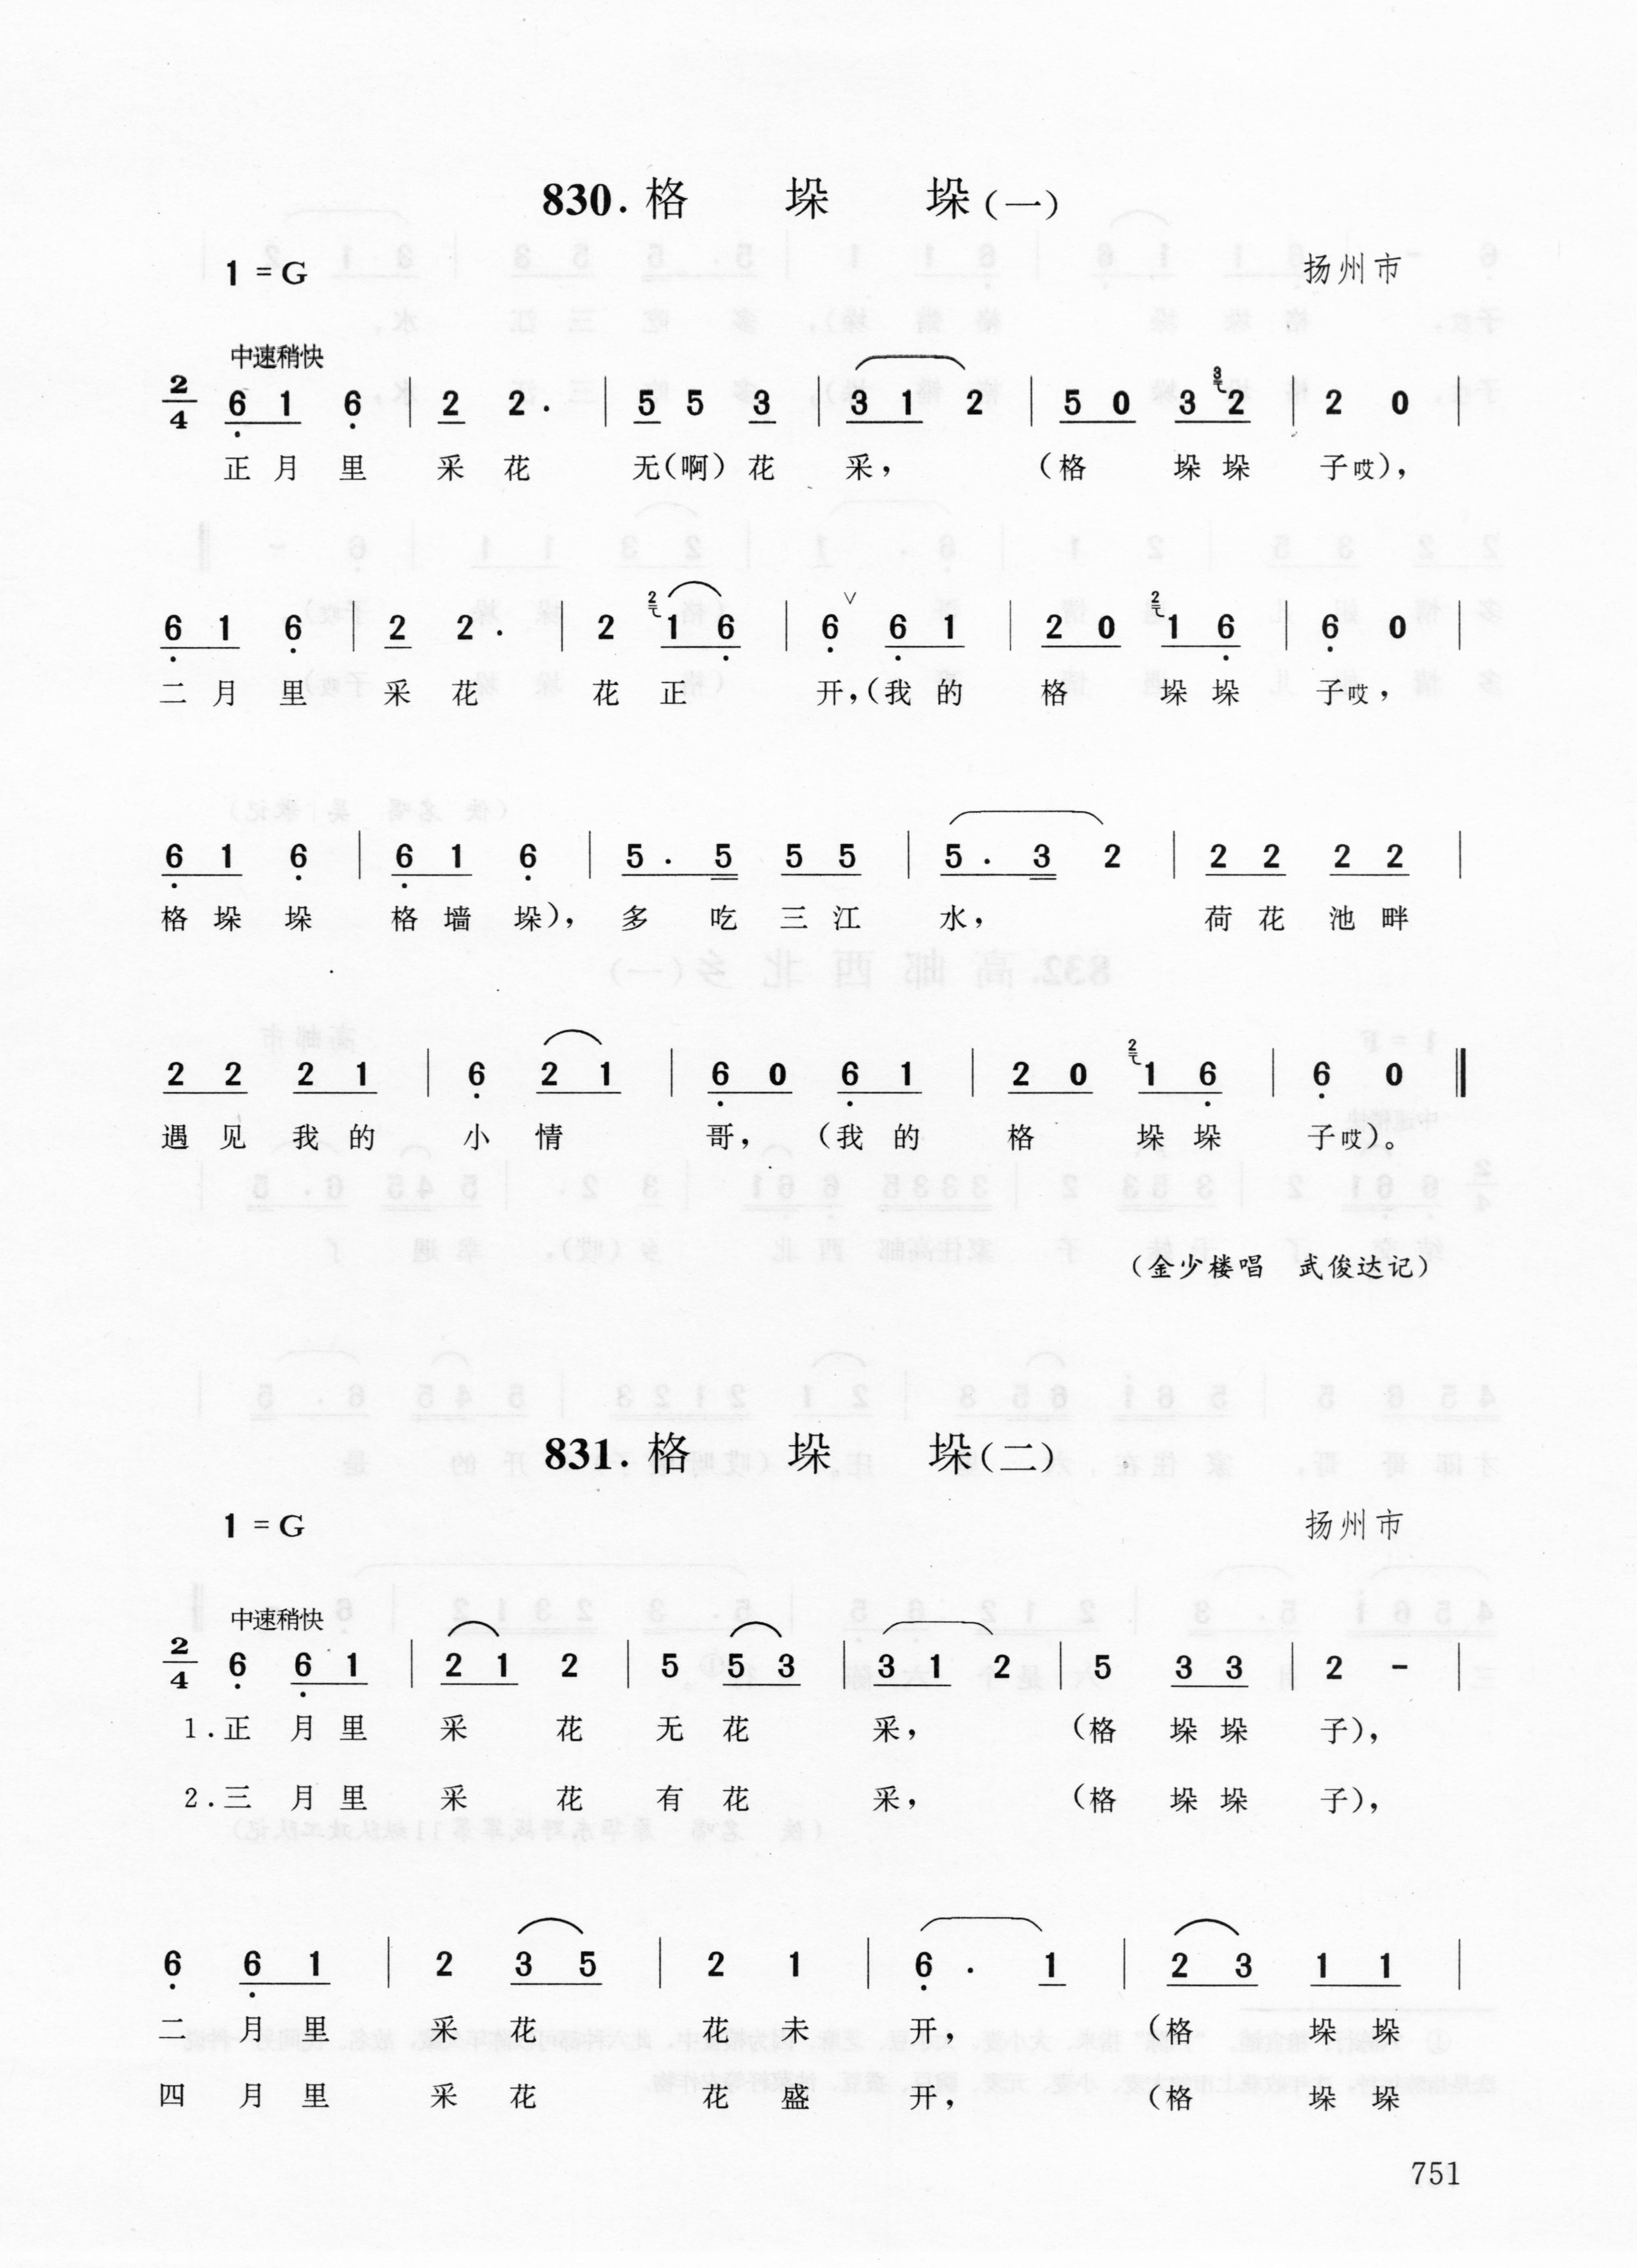 830. 格 垛 垛(一)
1 = G 扬州市
中速稍快
2/4 6 1 6 | 2 2. | 5 5 3 | 3 1 2 | 5 0 3 3 2 | 2 0 |
正月里 采花 无(啊)花 采, (格 垛垛 子哎),
6 1 6 | 2 2. | 2 2 1 6 | 6 ∨ 6 1 | 2 0 2 1 6 | 6 0 |
二月里 采花 花正 开,(我的 格 垛垛 子哎,
6 1 6 | 6 1 6 | 5. 5 5 5 | 5. 3 2 | 2 2 2 2 |
格垛垛 格墙垛), 多吃三江 水, 荷花池畔
2 2 2 1 | 6 2 1 | 6 0 6 1 | 2 0 2 1 6 | 6 0 ‖
遇见我的 小情 哥, (我的 格 垛垛 子哎)。
(金少楼唱 武俊达记)
831. 格 垛 垛(二)
1 = G 扬州市
中速稍快
2/4 6 6 1 | 2 1 2 | 5 5 3 | 3 1 2 | 5 3 3 | 2 - |
1.正月里 采花 无花 采, (格垛垛 子),
2.三月里 采花 有花 采, (格垛垛 子),
6 6 1 | 2 3 5 | 2 1 | 6. 1 | 2 3 1 1 |
二月里 采花 花未 开, (格 垛垛
四月里 采花 花盛 开, (格 垛垛
751